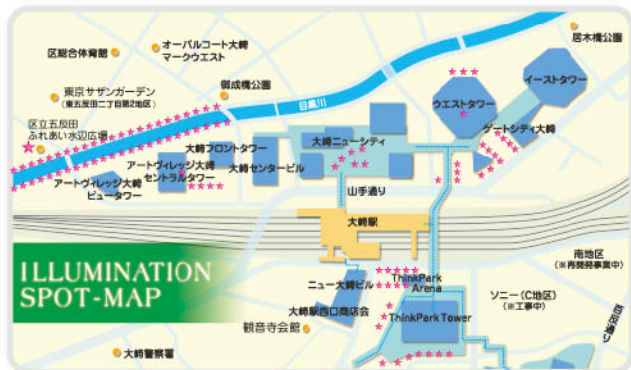 区総合体育館
オーバルコート大崎
マークウエスト
居木橋公園
東京サザンガーデン
(東五反田二丁目第2地区)
御成橋公園
目黒川
イーストタワー
ウエストタワー
ゲートシティ大崎
区立五反田
ふれあい水辺広場
大崎フロントタワー
大崎ニューシティ
アートヴィレッジ大崎
セントラルタワー
大崎センタービル
アートヴィレッジ大崎
ビュータワー
山手通り
大崎駅
ILLUMINATION
SPOT-MAP
南地区
(※再開発事業中)
ThinkPark
Arena
ニュー大崎ビル
ソニー(C地区)
(※工事中)
大崎駅西口商店会
ThinkPark Tower
観音寺会館
百反通り
大崎警察署